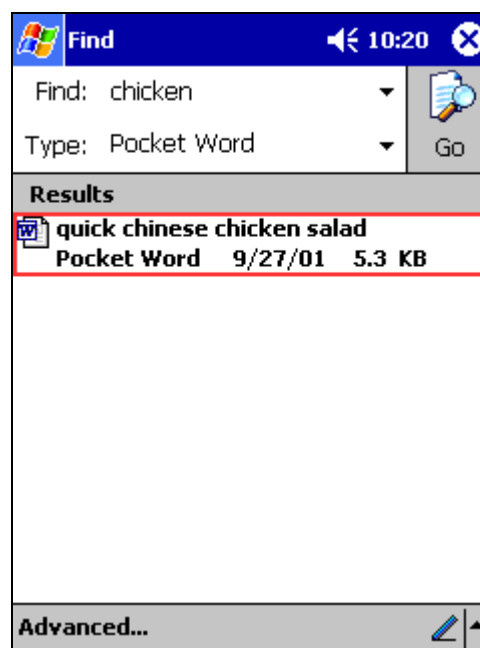 Find 10:20
Find: chicken
Type: Pocket Word
Go
Results
quick chinese chicken salad
Pocket Word 9/27/01 5.3 KB
Advanced...